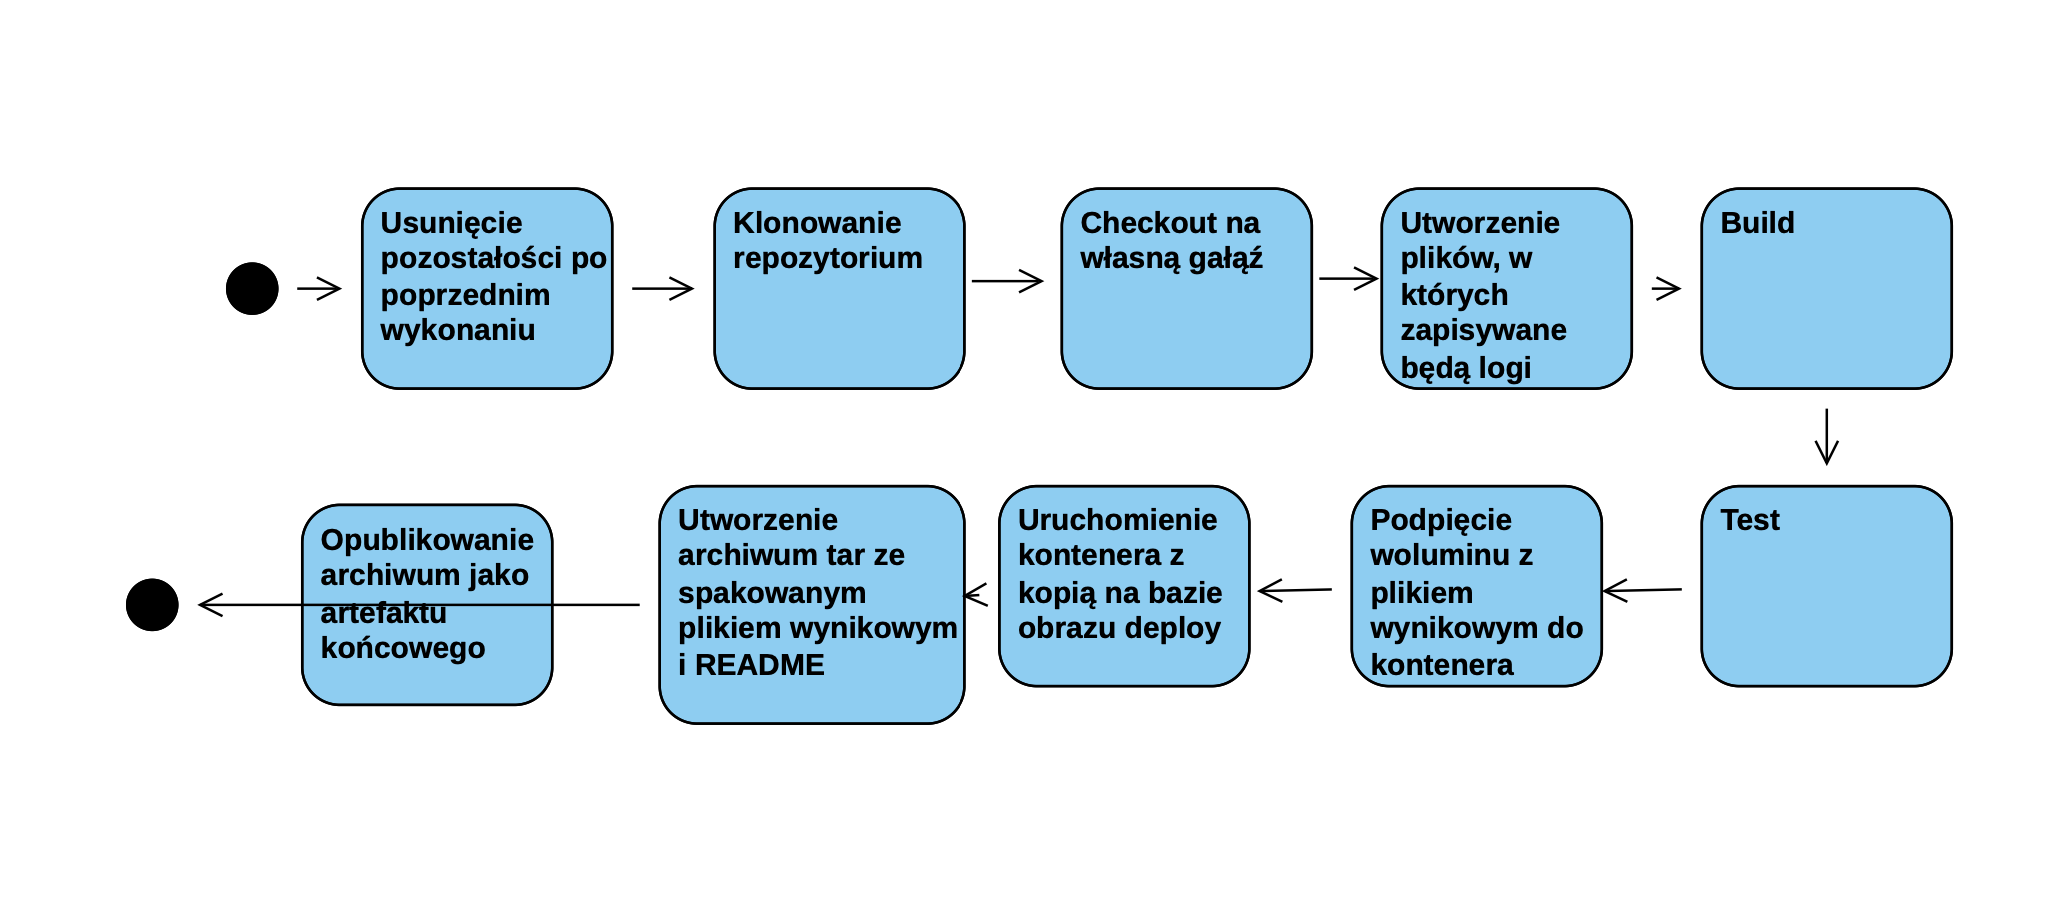 Usunięcie
pozostałości po
poprzednim
wykonaniu
Klonowanie
repozytorium
Checkout na
własną gałąź
Utworzenie
plików, w
których
zapisywane
będą logi
Build
Test
Podpięcie
woluminu z
plikiem
wynikowym do
kontenera
Uruchomienie
kontenera z
kopią na bazie
obrazu deploy
Utworzenie
archiwum tar ze
spakowanym
plikiem wynikowym
i README
Opublikowanie
archiwum jako
artefaktu
końcowego